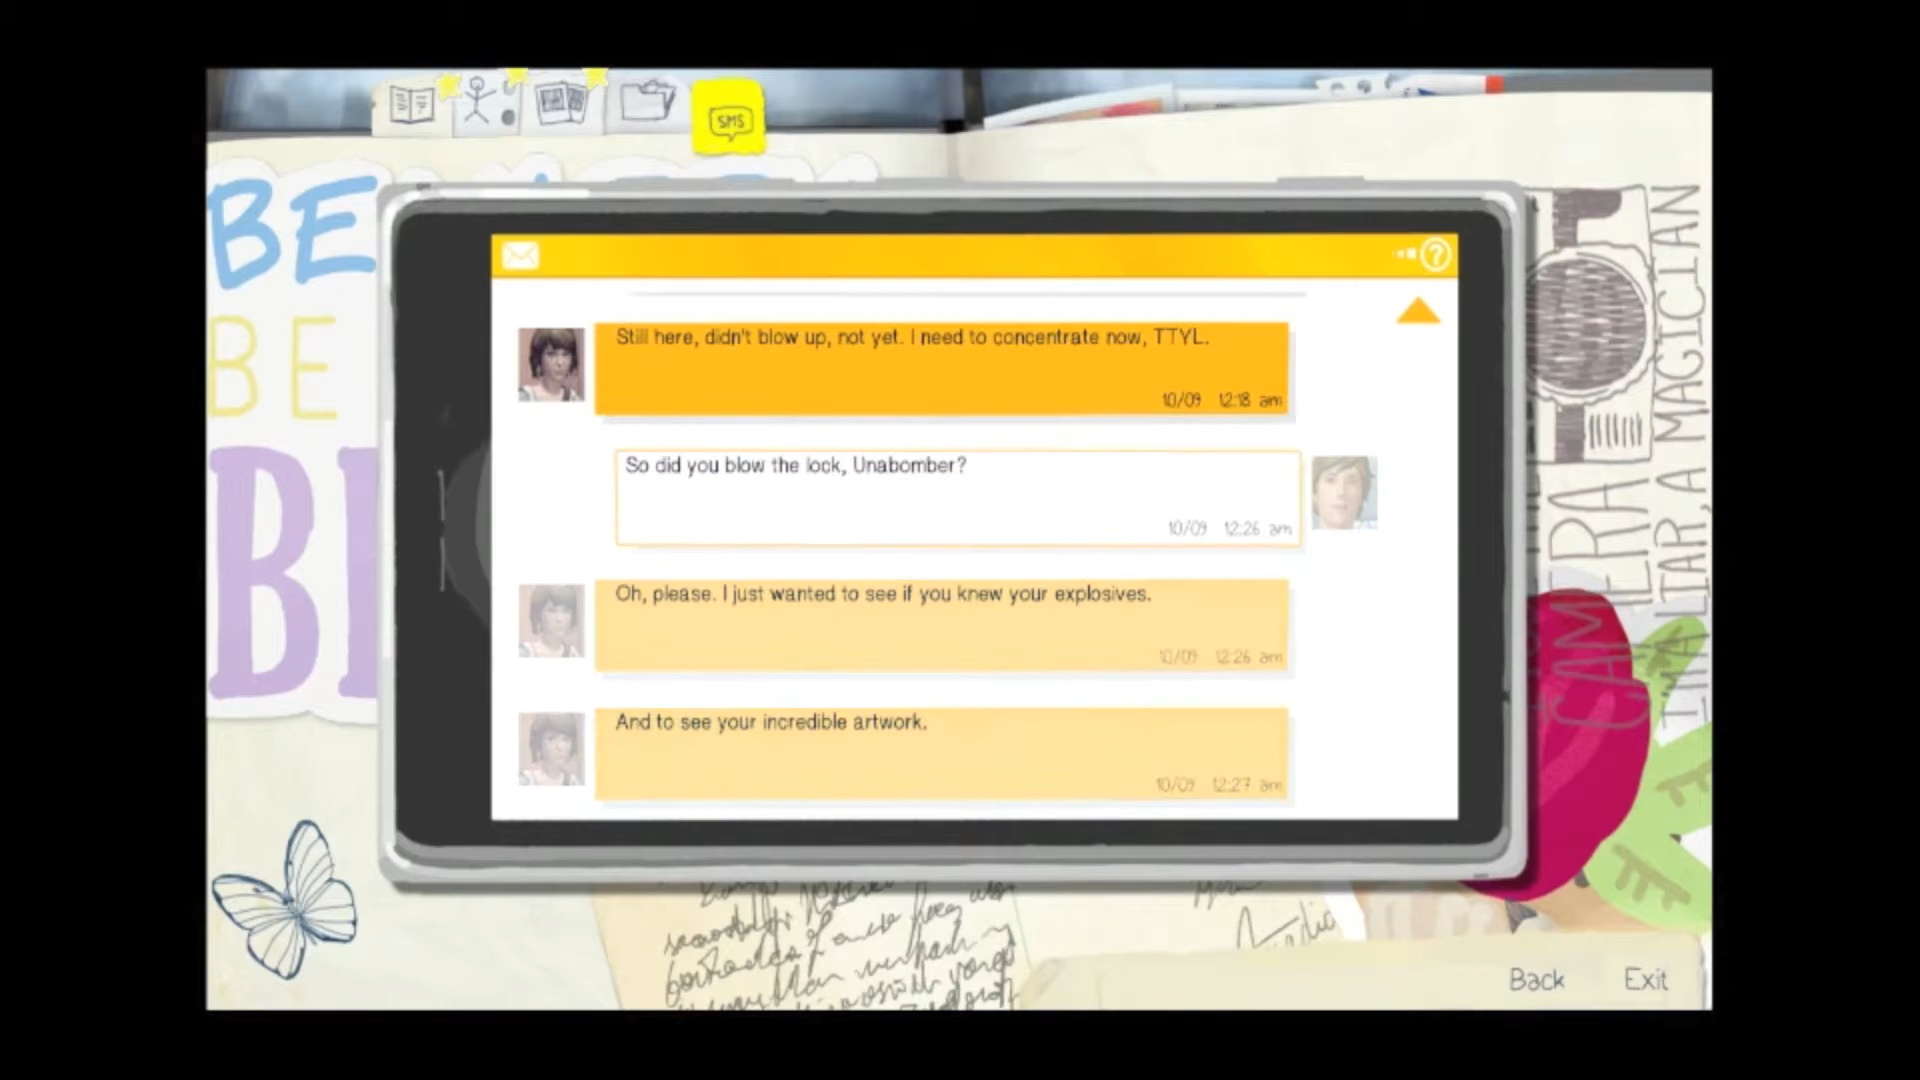 SMS
BE
BE
Still here, didn't blow up, not yet. I need to concentrate now, TTYL.
10/09 12:18 am
So did you blow the lock, Unabomber?
10/09 12:26 am
Oh, please. I just wanted to see if you knew your explosives.
10/09 12:26 am
And to see your incredible artwork.
10/09 12:27 am
CAMERA
I'M A LIAR, A MAGICIAN
Back Exit